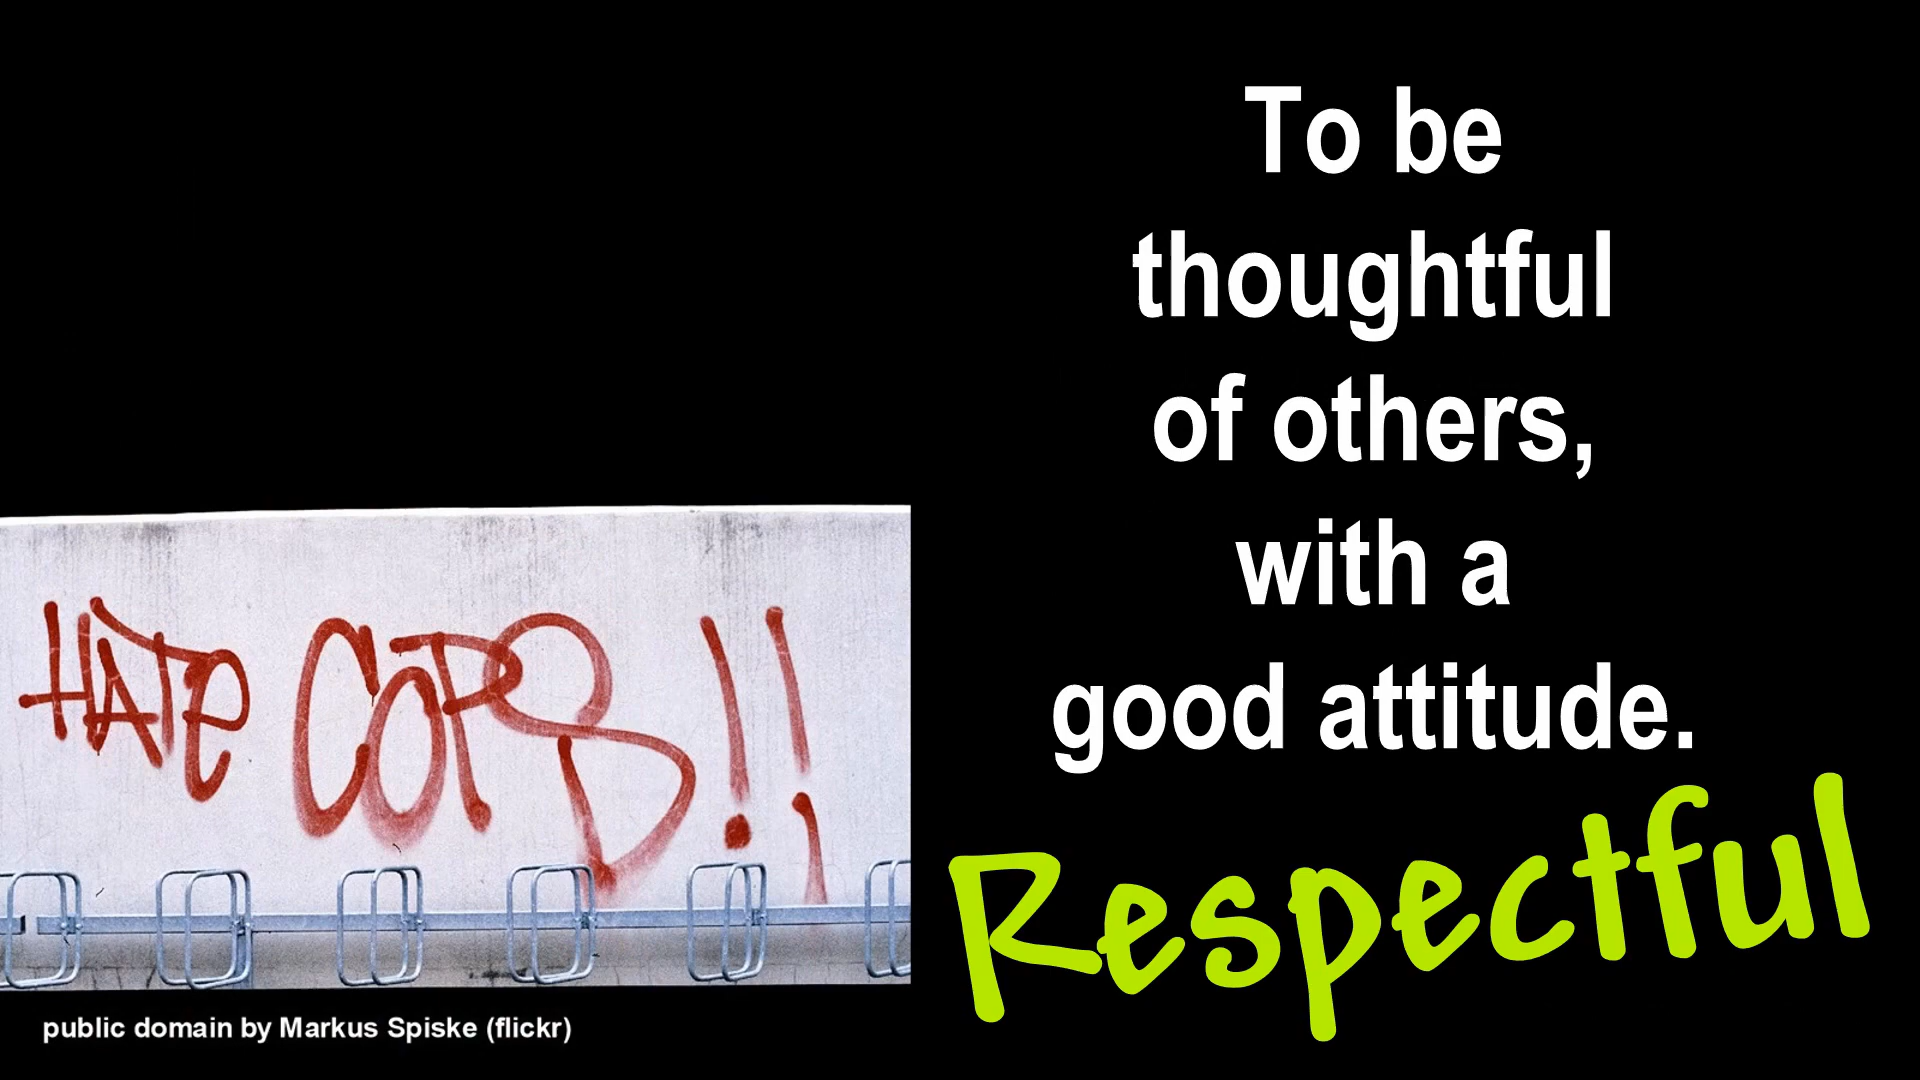 To be
thoughtful
of others,
with a
good attitude.
Respectful
HATe COPS!!
public domain by Markus Spiske (flickr)